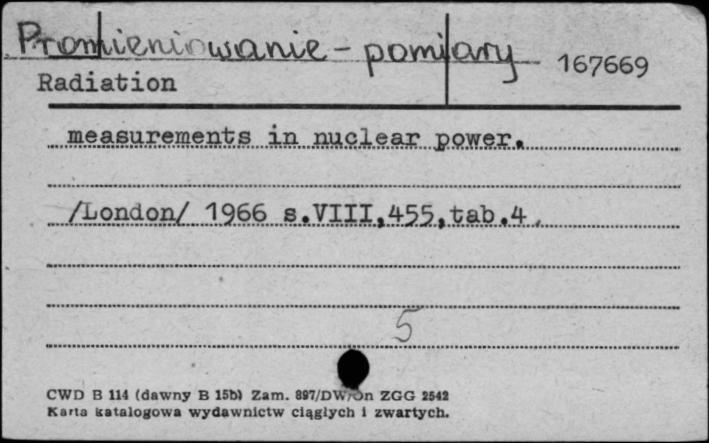 Promieniowanie - pomiary 167669
Radiation
measurements in nuclear power.
/London/ 1966 s.VIII,455,tab.4.
5
CWD B 114 (dawny B 15b) Zam. 897/DW/On ZGG 2542
Karta katalogowa wydawnictw ciągłych i zwartych.